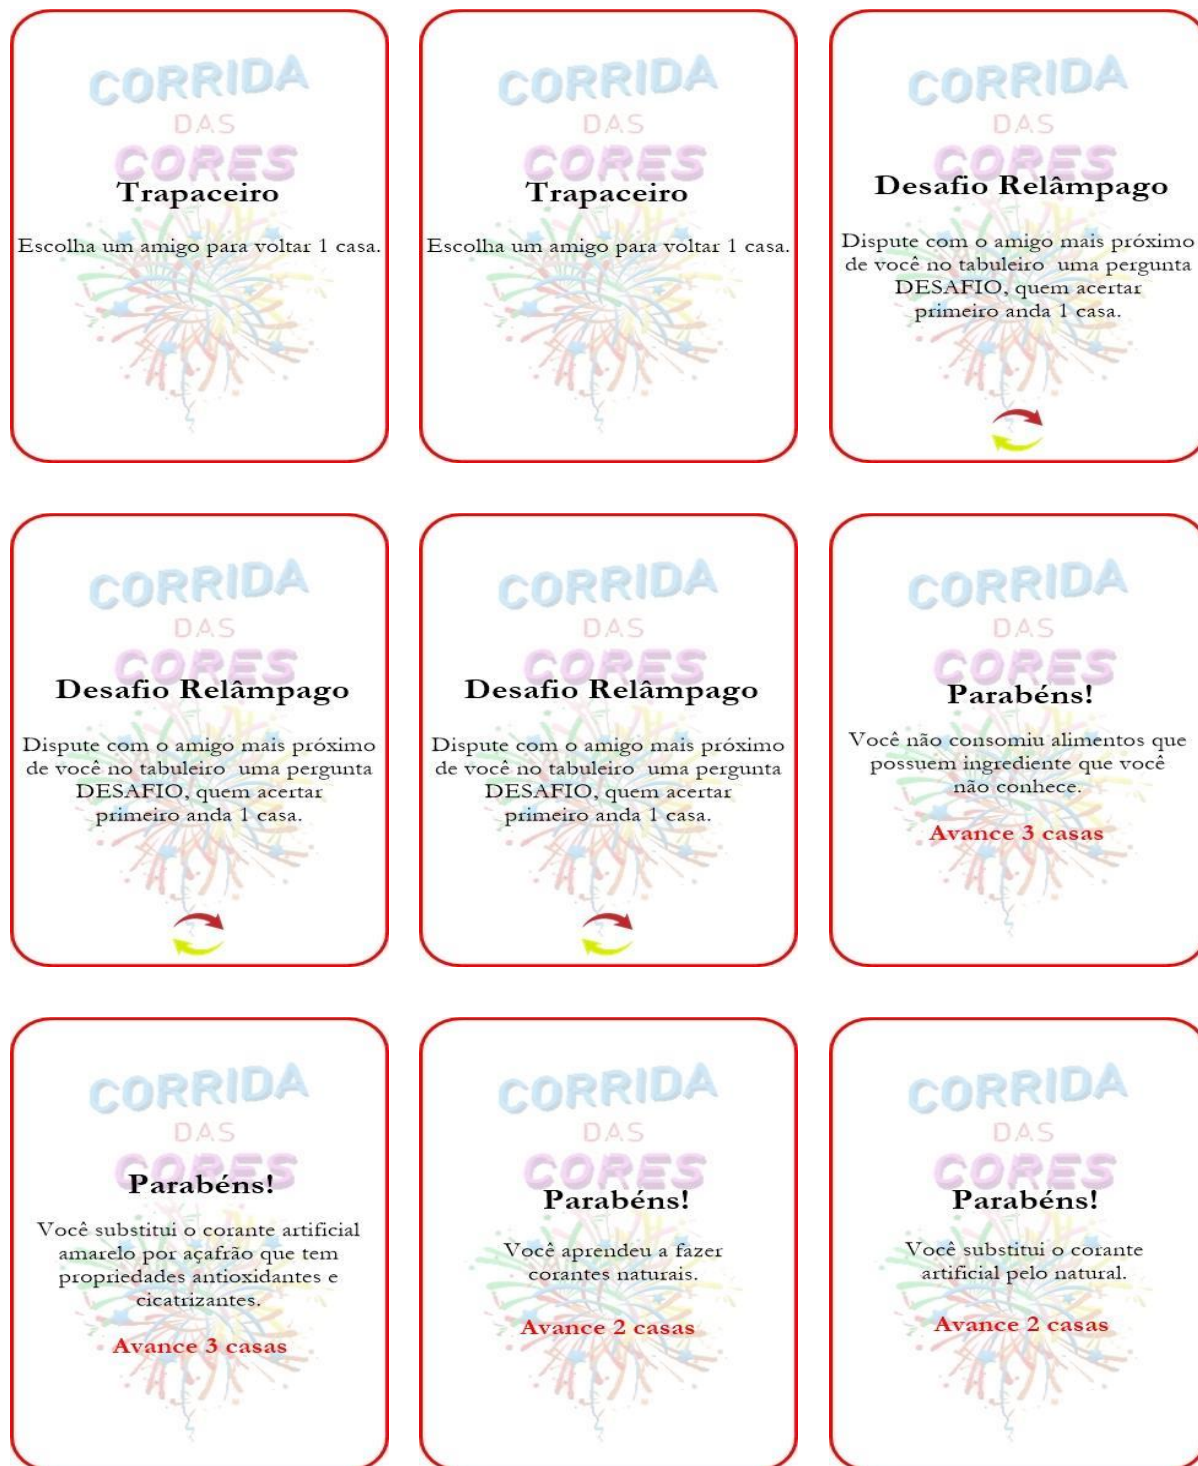 CORRIDA
DAS
CORES
Trapaceiro
Escolha um amigo para voltar 1 casa.
CORRIDA
DAS
CORES
Trapaceiro
Escolha um amigo para voltar 1 casa.
CORRIDA
DAS
CORES
Desafio Relâmpago
Dispute com o amigo mais próximo
de você no tabuleiro uma pergunta
DESAFIO, quem acertar
primeiro anda 1 casa.
CORRIDA
DAS
CORES
Desafio Relâmpago
Dispute com o amigo mais próximo
de você no tabuleiro uma pergunta
DESAFIO, quem acertar
primeiro anda 1 casa.
CORRIDA
DAS
CORES
Desafio Relâmpago
Dispute com o amigo mais próximo
de você no tabuleiro uma pergunta
DESAFIO, quem acertar
primeiro anda 1 casa.
CORRIDA
DAS
CORES
Parabéns!
Você não consomiu alimentos que
possuem ingrediente que você
não conhece.
Avance 3 casas
CORRIDA
DAS
CORES
Parabéns!
Você substitui o corante artificial
amarelo por açafrão que tem
propriedades antioxidantes e
cicatrizantes.
Avance 3 casas
CORRIDA
DAS
CORES
Parabéns!
Você aprendeu a fazer
corantes naturais.
Avance 2 casas
CORRIDA
DAS
CORES
Parabéns!
Você substitui o corante
artificial pelo natural.
Avance 2 casas